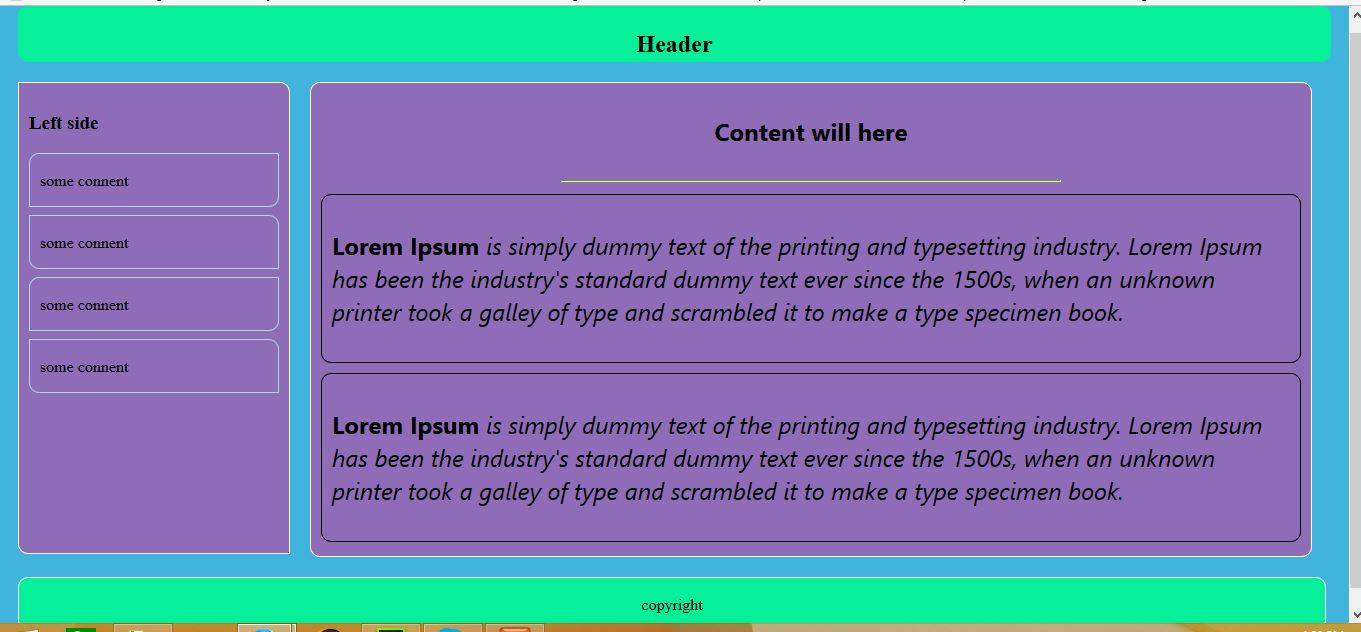 Header
Left side
some connent
some connent
some connent
some connent
Content will here
Lorem Ipsum is simply dummy text of the printing and typesetting industry. Lorem Ipsum
has been the industry's standard dummy text ever since the 1500s, when an unknown
printer took a galley of type and scrambled it to make a type specimen book.
Lorem Ipsum is simply dummy text of the printing and typesetting industry. Lorem Ipsum
has been the industry's standard dummy text ever since the 1500s, when an unknown
printer took a galley of type and scrambled it to make a type specimen book.
copyright